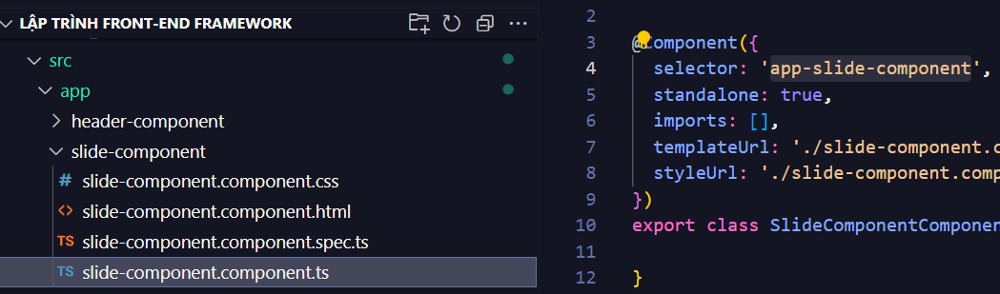 LẬP TRÌNH FRONT-END FRAMEWORK
src
app
header-component
slide-component
# slide-component.component.css
<> slide-component.component.html
TS slide-component.component.spec.ts
TS slide-component.component.ts
2
3 @Component({
4 selector: 'app-slide-component',
5 standalone: true,
6 imports: [],
7 templateUrl: './slide-component.c
8 styleUrl: './slide-component.comp
9 })
10 export class SlideComponentComponen
11
12 }